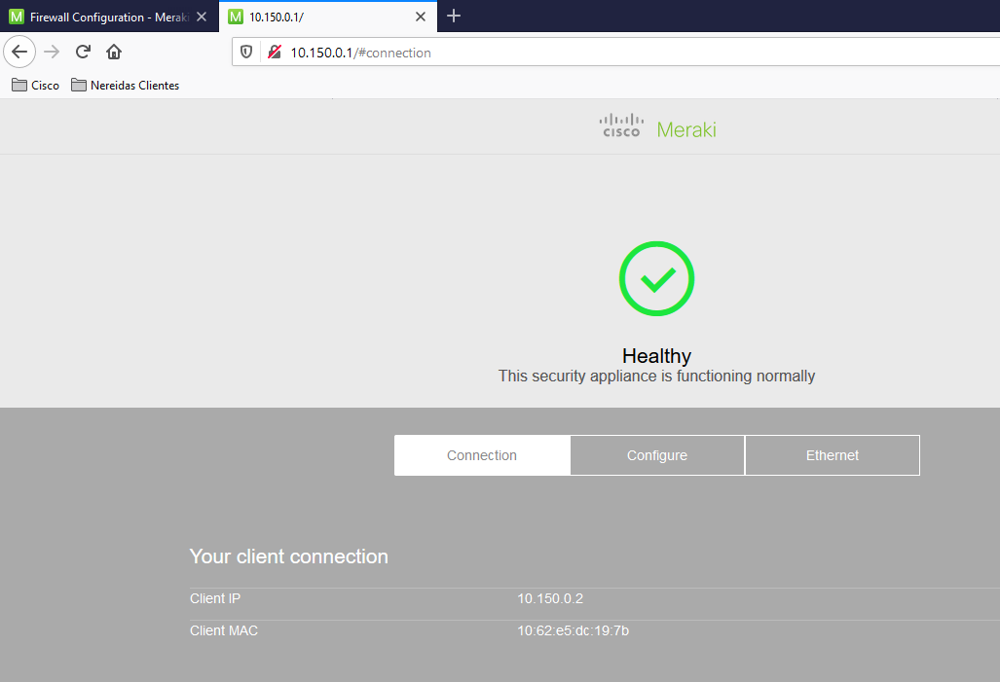 M Firewall Configuration - Meraki
M 10.150.0.1/
10.150.0.1/#connection
Cisco
Nereidas Clientes
CISCO Meraki
Healthy
This security appliance is functioning normally
Connection Configure Ethernet
Your client connection
Client IP 10.150.0.2
Client MAC 10:62:e5:dc:19:7b